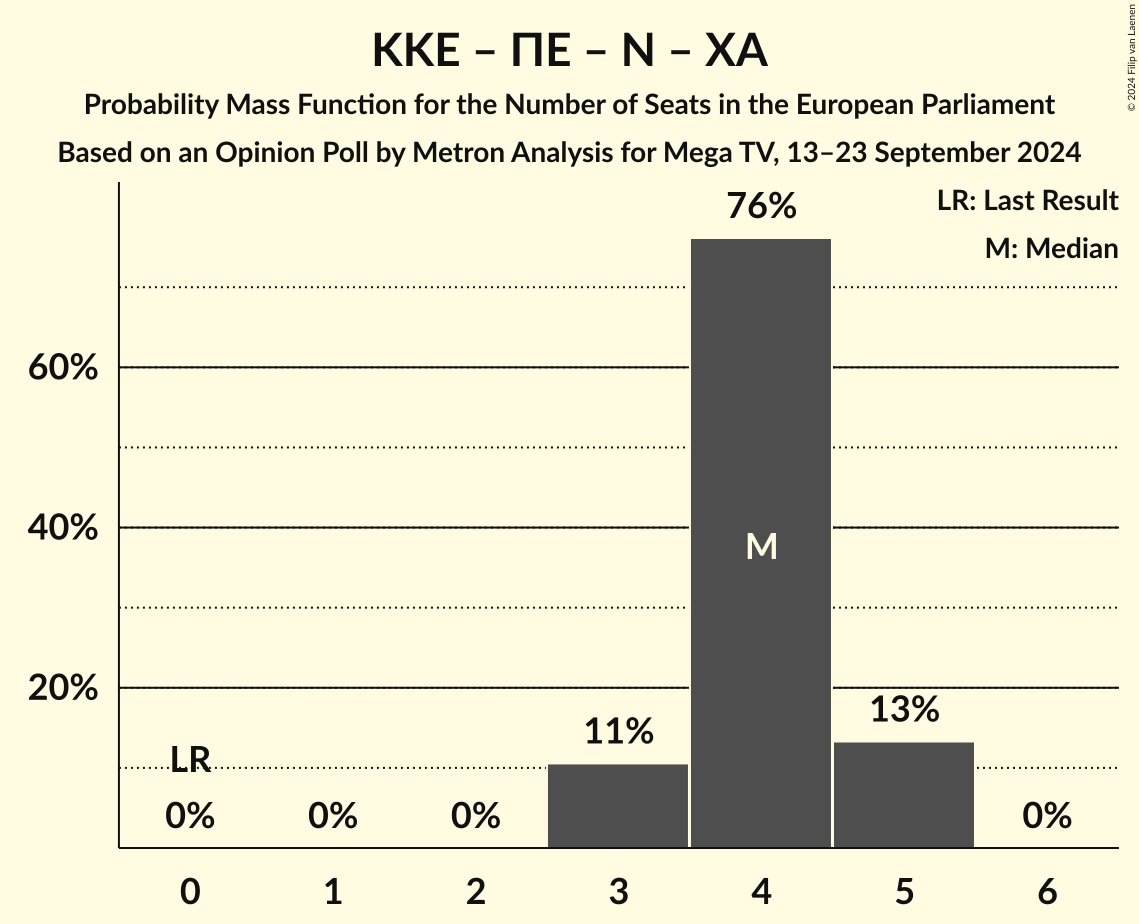 ΚΚΕ – ΠΕ – Ν – ΧΑ
Probability Mass Function for the Number of Seats in the European Parliament
Based on an Opinion Poll by Metron Analysis for Mega TV, 13–23 September 2024
© 2024 Filip van Laenen
LR: Last Result
M: Median
76%
60%
40%
M
20%
13%
11%
LR
0% 0% 0% 0%
0 1 2 3 4 5 6